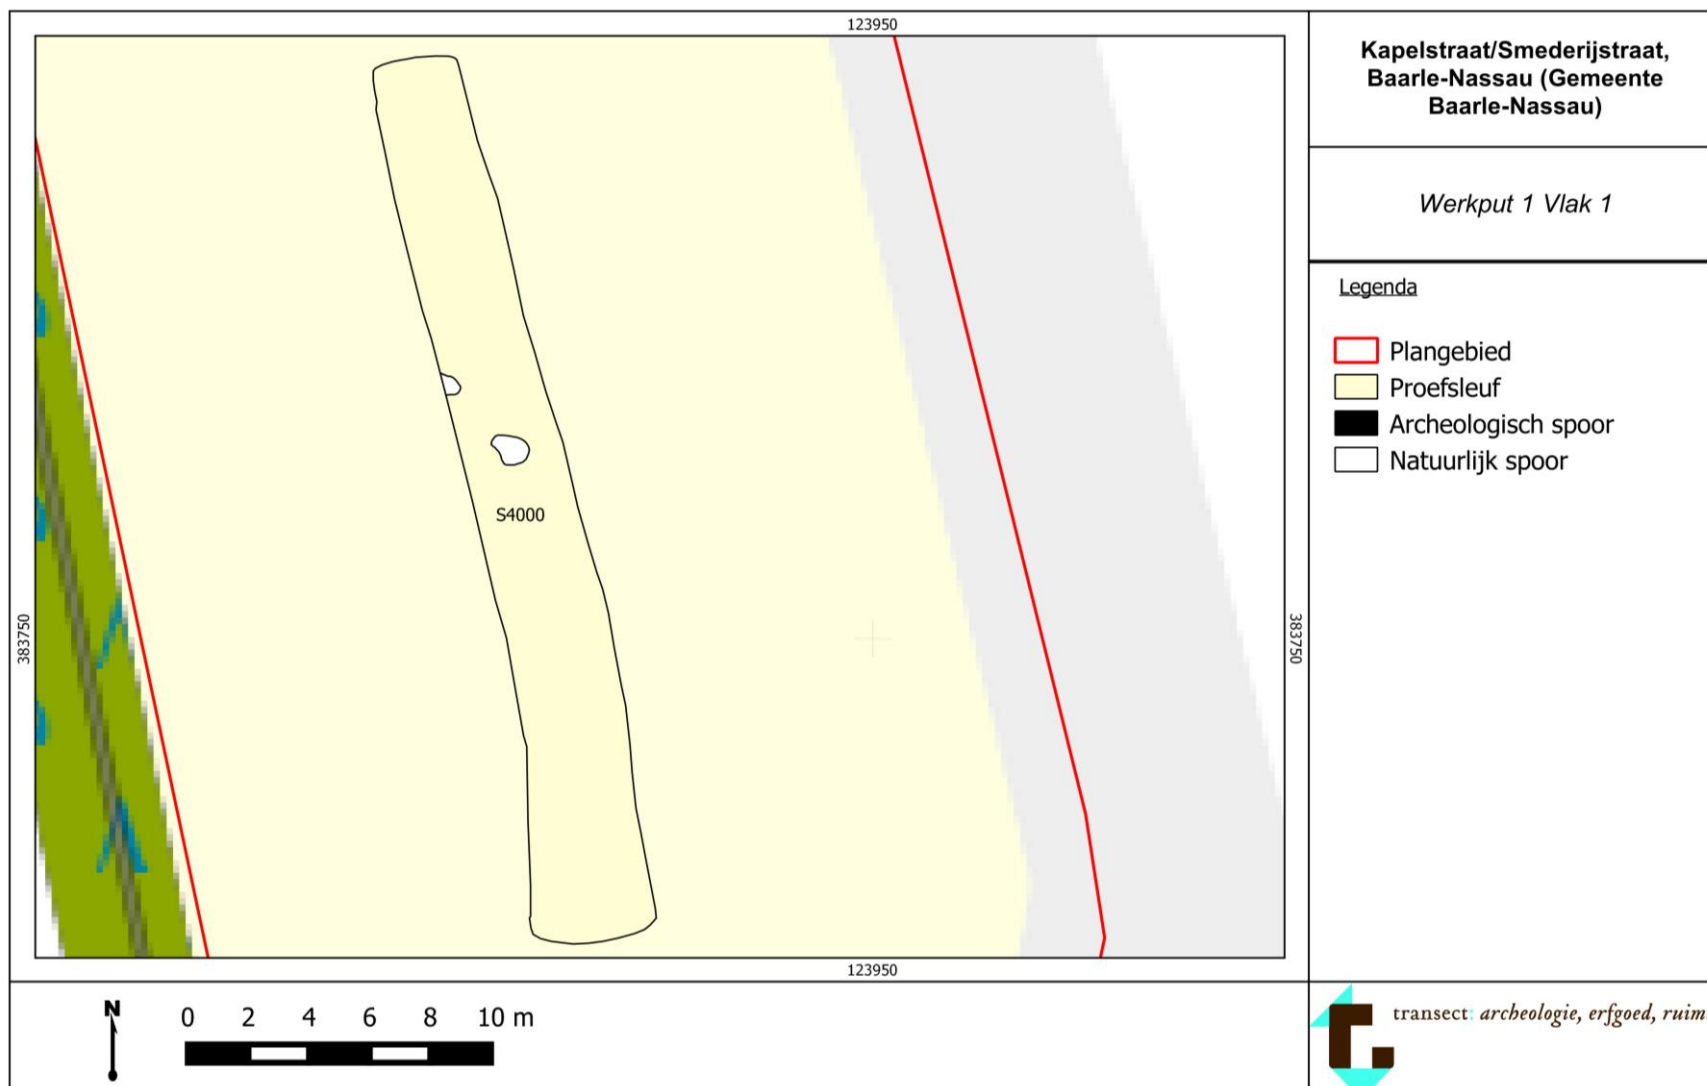 123950
383750
S4000
383750
123950
Kapelstraat/Smederijstraat,
Baarle-Nassau (Gemeente
Baarle-Nassau)
Werkput 1 Vlak 1
Legenda
Plangebied
Proefsleuf
Archeologisch spoor
Natuurlijk spoor
N
0 2 4 6 8 10 m
transect: archeologie, erfgoed, ruim